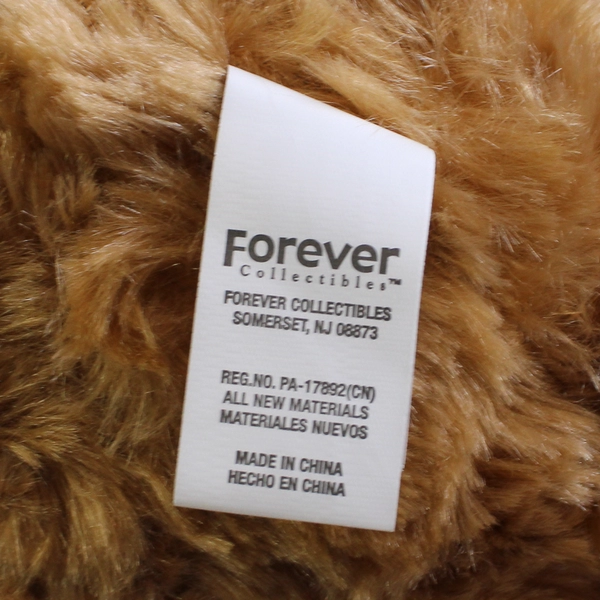 Forever
Collectibles™
FOREVER COLLECTIBLES
SOMERSET, NJ 08873
REG.NO. PA-17892(CN)
ALL NEW MATERIALS
MATERIALES NUEVOS
MADE IN CHINA
HECHO EN CHINA